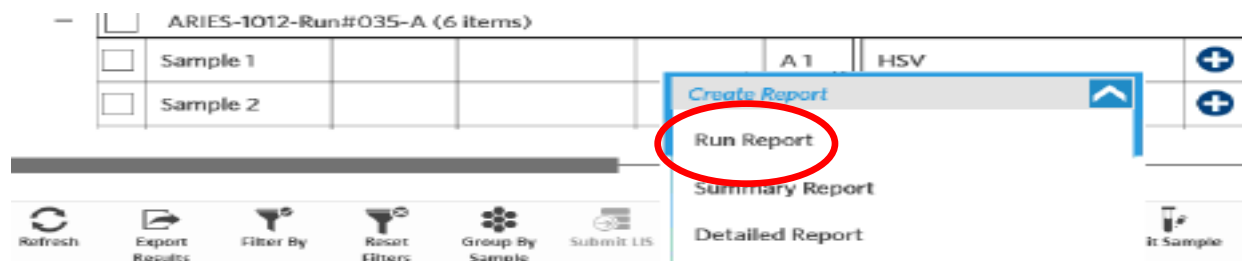 ARIES-1012-Run#035-A (6 items)
Sample 1 A 1 HSV
Sample 2
Create Report
Run Report
Summary Report
Detailed Report
Refresh
Export Results
Filter By
Reset Filters
Group By Sample
Submit LIS
it Sample